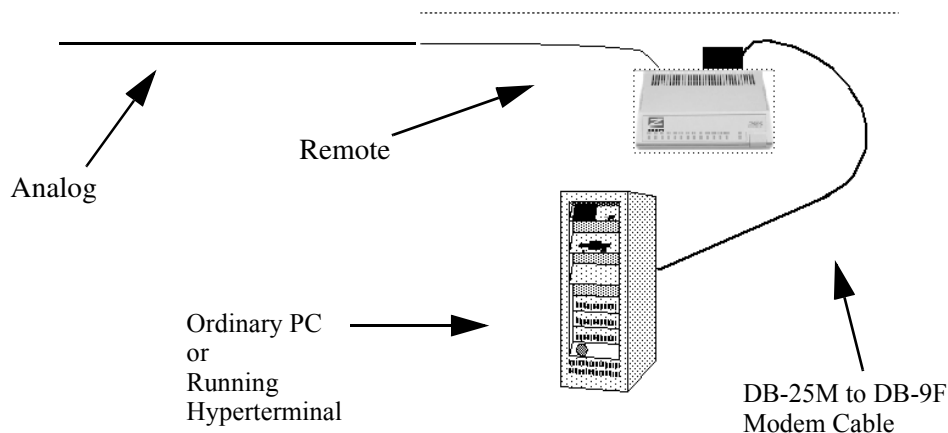 Remote
Analog
Ordinary PC
or
Running
Hyperterminal
DB-25M to DB-9F
Modem Cable